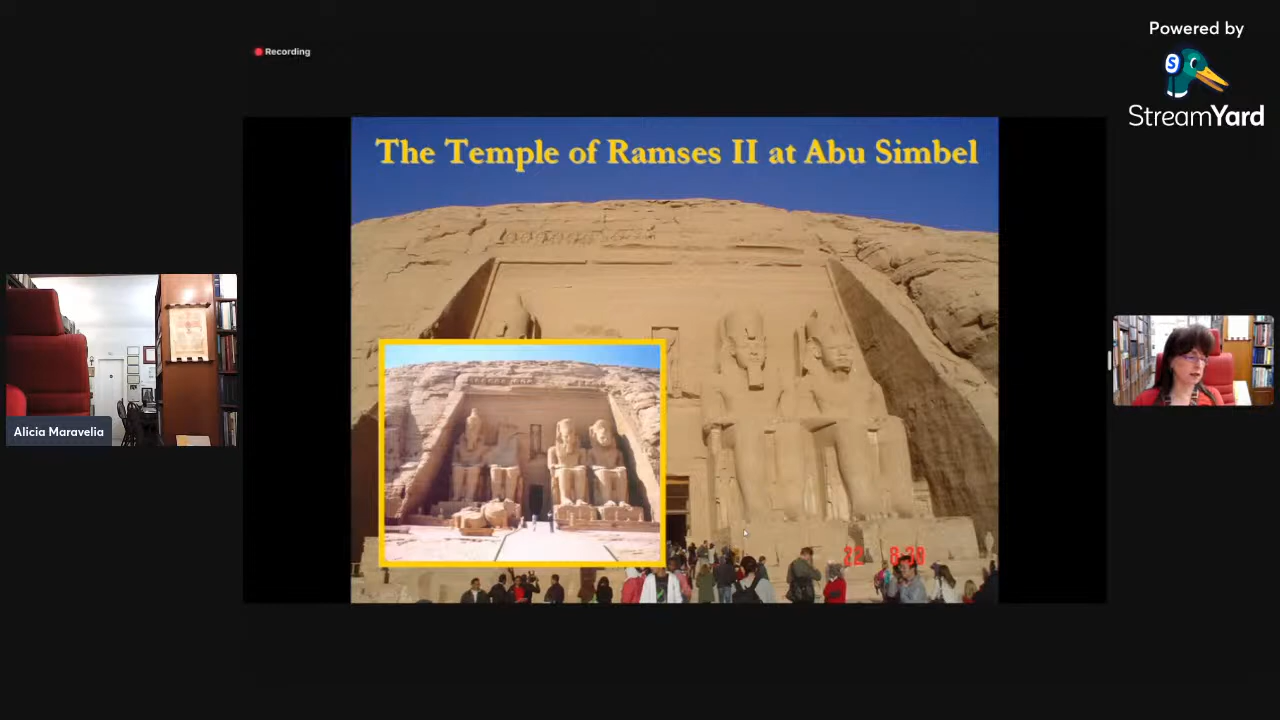 Recording
Powered by
S
StreamYard
The Temple of Ramses II at Abu Simbel
Alicia Maravelia